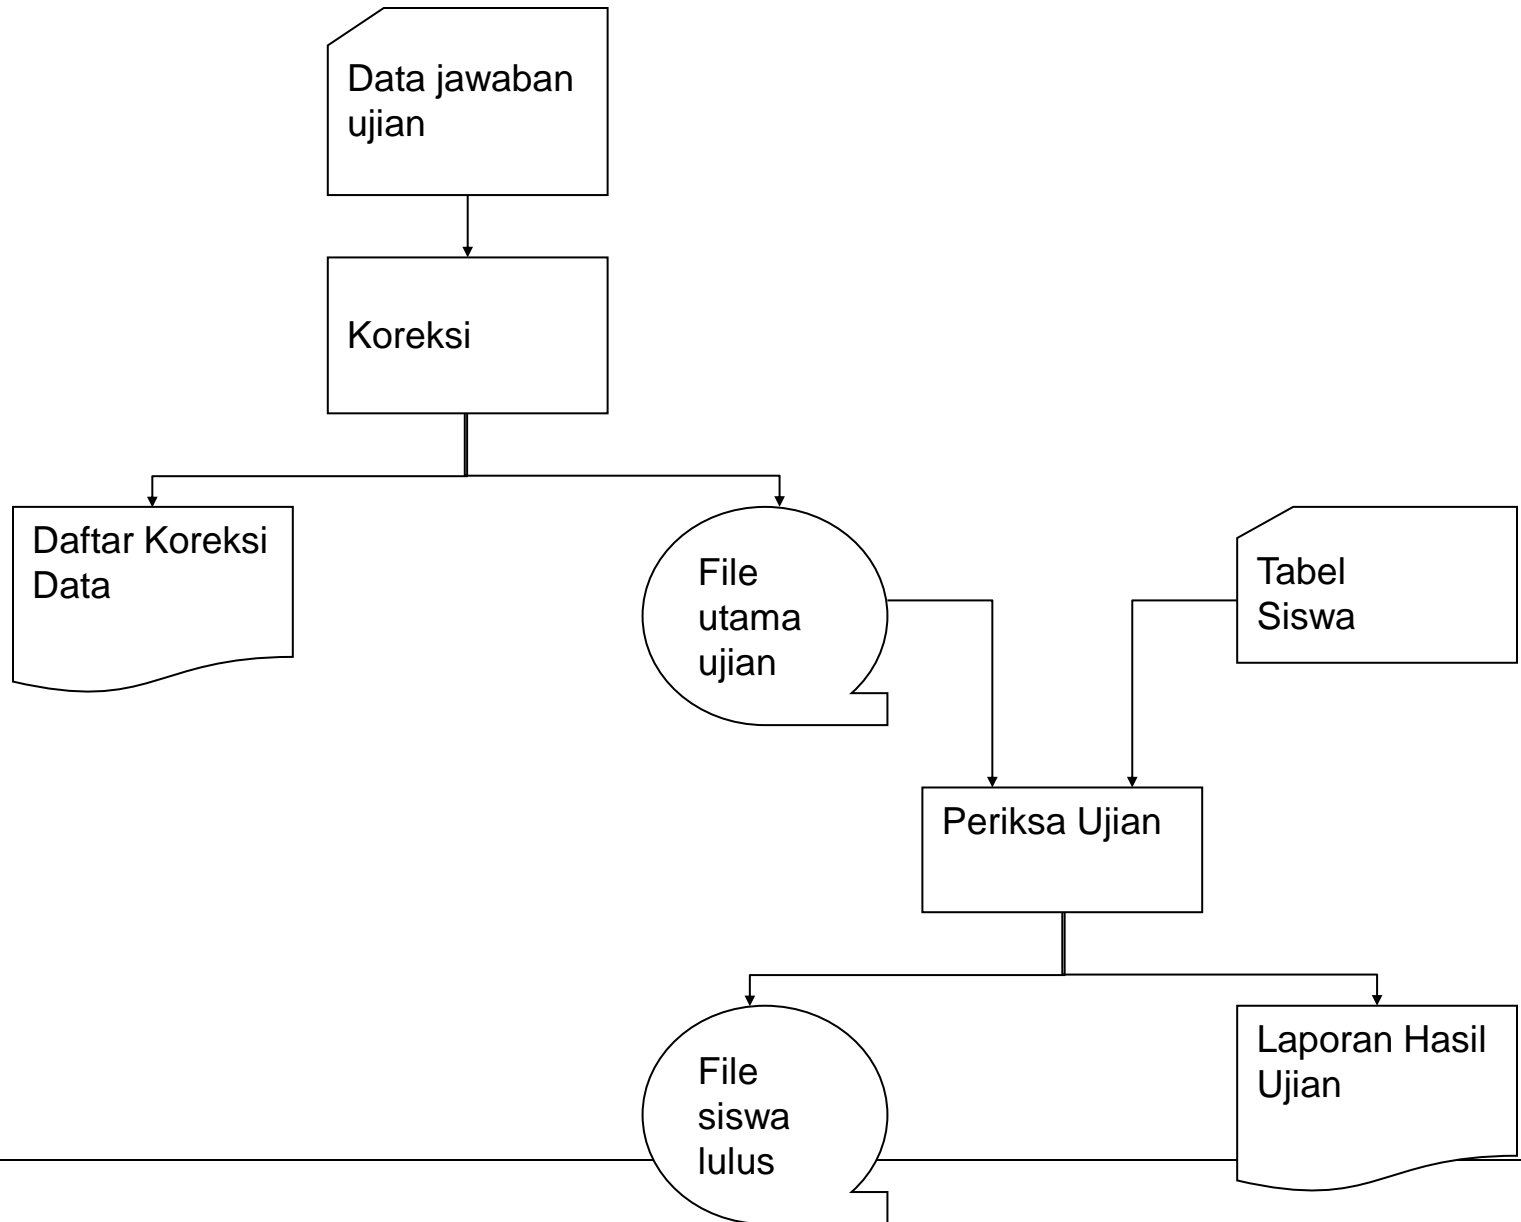 Data jawaban
ujian
Koreksi
Daftar Koreksi
Data
File
utama
ujian
Tabel
Siswa
Periksa Ujian
File
siswa
lulus
Laporan Hasil
Ujian